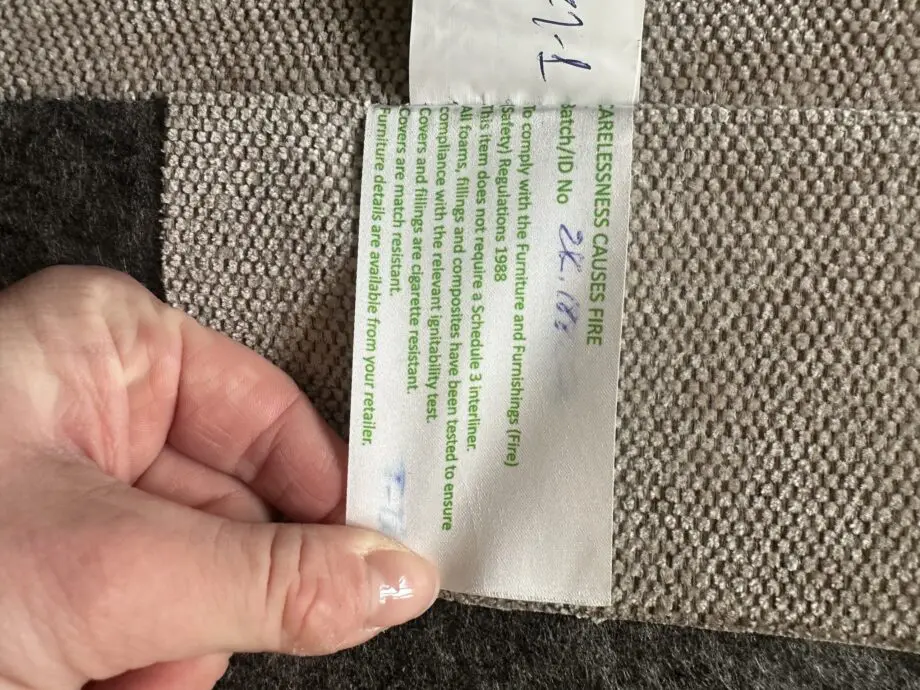 CARELESSNESS CAUSES FIRE
Batch/ID No
To comply with the Furniture and Furnishings (Fire)
(Safety) Regulations 1988
This item does not require a Schedule 3 interliner.
All foams, fillings and composites have been tested to ensure
compliance with the relevant ignitability test.
Covers and fillings are cigarette resistant.
Covers are match resistant.
Furniture details are available from your retailer.